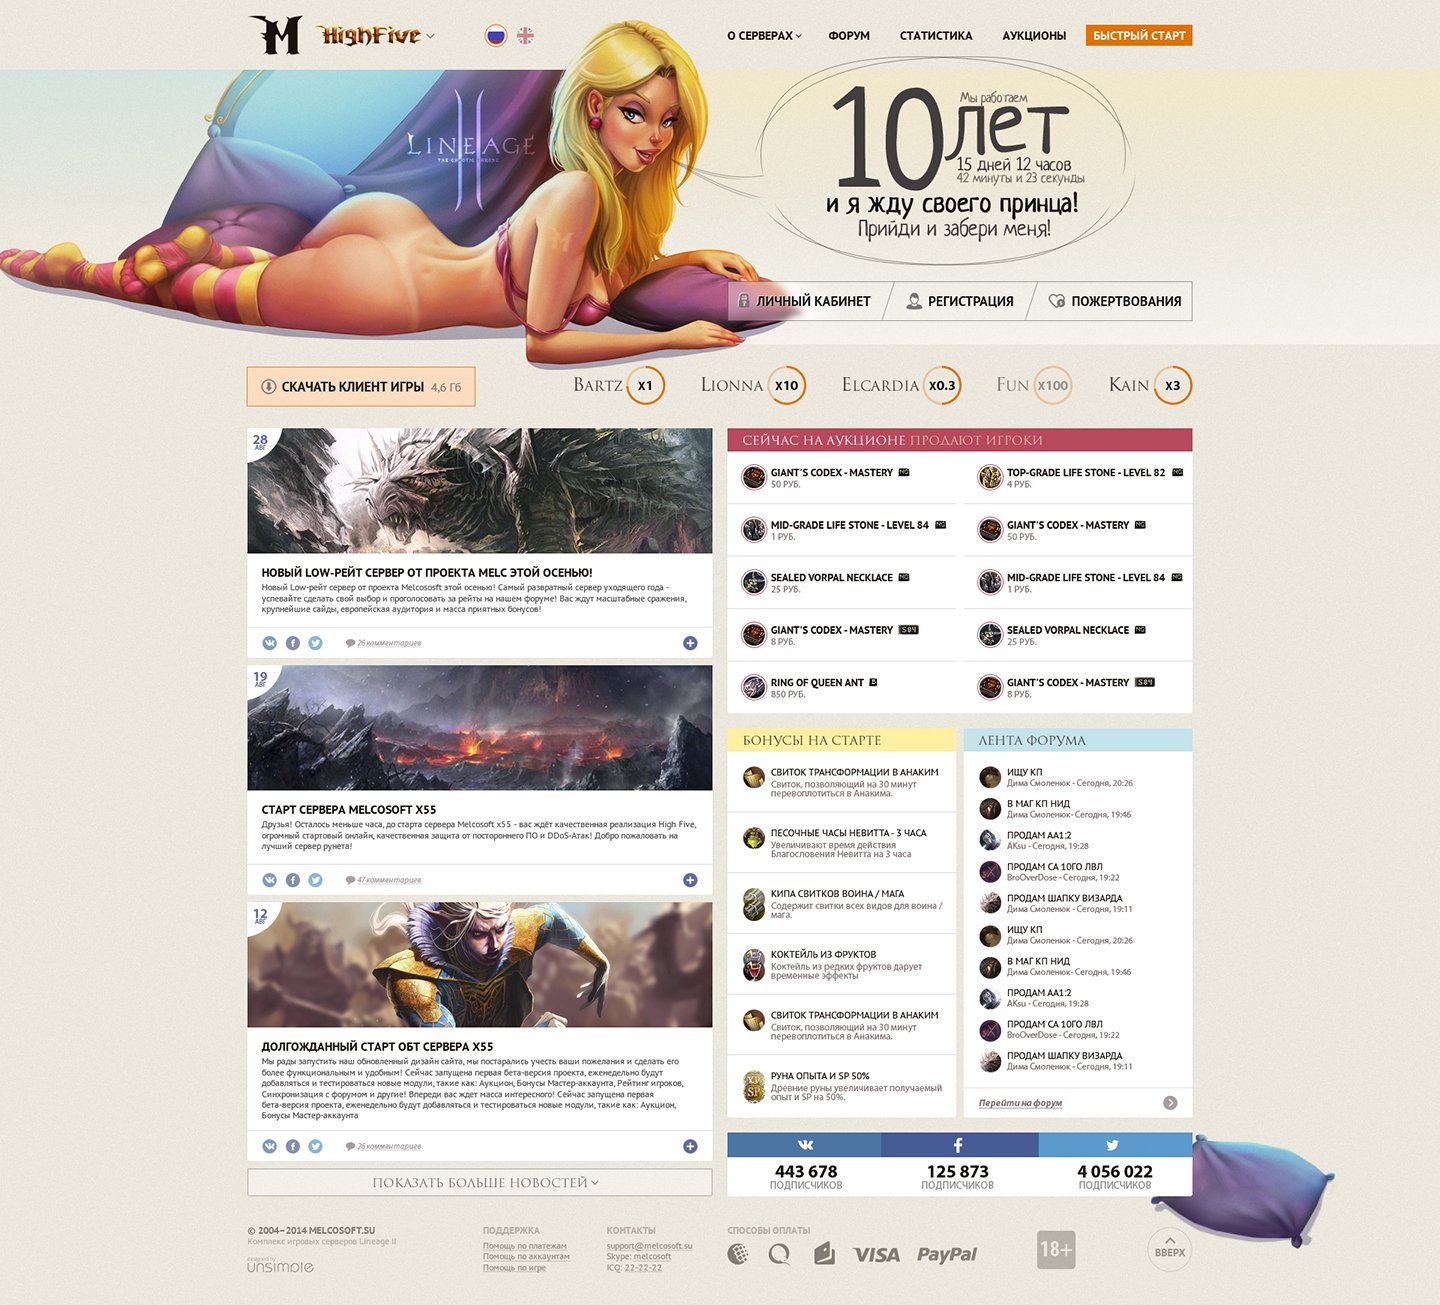 M HighFive
О СЕРВЕРАХ ФОРУМ СТАТИСТИКА АУКЦИОНЫ БЫСТРЫЙ СТАРТ
LINEAGE II
THE CHAOTIC THRONE
Мы работаем
10 лет
15 дней 12 часов
42 минуты и 23 секунды
и я жду своего принца!
Прийди и забери меня!
ЛИЧНЫЙ КАБИНЕТ РЕГИСТРАЦИЯ ПОЖЕРТВОВАНИЯ
СКАЧАТЬ КЛИЕНТ ИГРЫ 4,6 Гб
BARTZ x1 LIONNA x10 ELCARDIA x0.3 FUN x100 KAIN x3
28
АВГ
НОВЫЙ LOW-РЕЙТ СЕРВЕР ОТ ПРОЕКТА MELC ЭТОЙ ОСЕНЬЮ!
Новый Low-рейт сервер от проекта Melcososft этой осенью! Самый развратный сервер уходящего года -
успевайте сделать свой выбор и проголосовать за рейты на нашем форуме! Вас ждут масштабные сражения,
крупнейшие сайды, европейская аудитория и масса приятных бонусов!
26 комментариев
19
АВГ
СТАРТ СЕРВЕРА MELCOSOFT X55
Друзья! Осталось меньше часа, до старта сервера Melcosoft x55 - вас ждёт качественная реализация High Five,
огромный стартовый онлайн, качественная защита от постороннего ПО и DDoS-Атак! Добро пожаловать на
лучший сервер рунета!
47 комментариев
12
АВГ
ДОЛГОЖДАННЫЙ СТАРТ ОБТ СЕРВЕРА X55
Мы рады запустить наш обновленный дизайн сайта, мы постарались учесть ваши пожелания и сделать его
более функциональным и удобным! Сейчас запущена первая бета-версия проекта, еженедельно будут
добавляться и тестироваться новые модули, такие как: Аукцион, Бонусы Мастер-аккаунта, Рейтинг игроков,
Синхронизация с форумом и другие! Впереди вас ждет масса интересного! Сейчас запущена первая
бета-версия проекта, еженедельно будут добавляться и тестироваться новые модули, такие как: Аукцион,
Бонусы Мастер-аккаунта
26 комментариев
ПОКАЗАТЬ БОЛЬШЕ НОВОСТЕЙ
СЕЙЧАС НА АУКЦИОНЕ ПРОДАЮТ ИГРОКИ
GIANT'S CODEX - MASTERY NG
50 РУБ.
TOP-GRADE LIFE STONE - LEVEL 82 NG
4 РУБ.
MID-GRADE LIFE STONE - LEVEL 84 NG
1 РУБ.
GIANT'S CODEX - MASTERY NG
50 РУБ.
SEALED VORPAL NECKLACE NG
25 РУБ.
MID-GRADE LIFE STONE - LEVEL 84 NG
1 РУБ.
GIANT'S CODEX - MASTERY S84
8 РУБ.
SEALED VORPAL NECKLACE NG
25 РУБ.
RING OF QUEEN ANT B
850 РУБ.
GIANT'S CODEX - MASTERY S84
8 РУБ.
БОНУСЫ НА СТАРТЕ
СВИТОК ТРАНСФОРМАЦИИ В АНАКИМ
Свиток, позволяющий на 30 минут
перевоплотиться в Анакима.
ПЕСОЧНЫЕ ЧАСЫ НЕВИТТА - 3 ЧАСА
Увеличивают время действия
Благословения Невитта на 3 часа
КИПА СВИТКОВ ВОИНА / МАГА
Содержит свитки всех видов для воина /
мага.
КОКТЕЙЛЬ ИЗ ФРУКТОВ
Коктейль из редких фруктов дарует
временные эффекты
СВИТОК ТРАНСФОРМАЦИИ В АНАКИМ
Свиток, позволяющий на 30 минут
перевоплотиться в Анакима.
РУНА ОПЫТА И SP 50%
Древние руны увеличивает получаемый
опыт и SP на 50%.
ЛЕНТА ФОРУМА
ИЩУ КП
Дима Смоленюк - Сегодня, 20:26
В МАГ КП НИД
Дима Смоленюк- Сегодня, 19:46
ПРОДАМ АА1:2
AKsu - Сегодня, 19:28
ПРОДАМ СА 10ГО ЛВЛ
BroOverDose - Сегодня, 19:22
ПРОДАМ ШАПКУ ВИЗАРДА
Дима Смоленюк - Сегодня, 19:11
ИЩУ КП
Дима Смоленюк - Сегодня, 20:26
В МАГ КП НИД
Дима Смоленюк- Сегодня, 19:46
ПРОДАМ АА1:2
AKsu - Сегодня, 19:28
ПРОДАМ СА 10ГО ЛВЛ
BroOverDose - Сегодня, 19:22
ПРОДАМ ШАПКУ ВИЗАРДА
Дима Смоленюк - Сегодня, 19:11
Перейти на форум
443 678 125 873 4 056 022
ПОДПИСЧИКОВ ПОДПИСЧИКОВ ПОДПИСЧИКОВ
© 2004–2014 MELCOSOFT.SU
Комплекс игровых серверов Lineage II
designed by
unsimple
ПОДДЕРЖКА
Помощь по платежам
Помощь по аккаунтам
Помощь по игре
КОНТАКТЫ
support@melcosoft.su
Skype: melcosoft
ICQ: 22-22-22
СПОСОБЫ ОПЛАТЫ
VISA PayPal
18+
ВВЕРХ